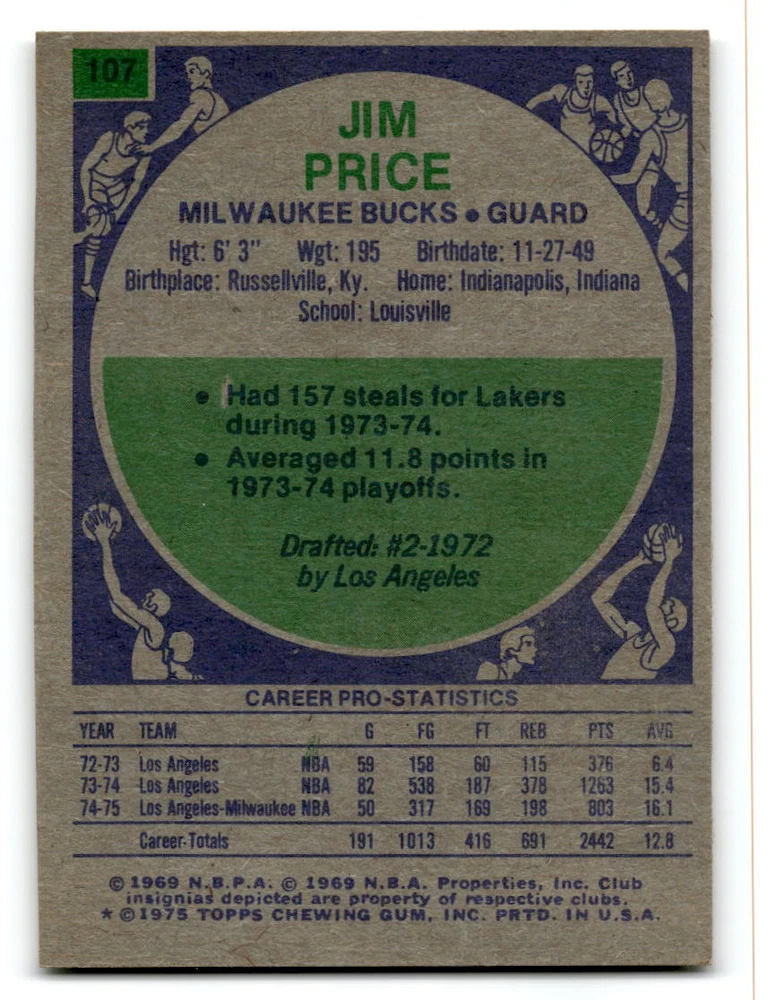 107
JIM
PRICE
MILWAUKEE BUCKS • GUARD
Hgt: 6' 3" Wgt: 195 Birthdate: 11-27-49
Birthplace: Russellville, Ky. Home: Indianapolis, Indiana
School: Louisville
• Had 157 steals for Lakers
during 1973-74.
• Averaged 11.8 points in
1973-74 playoffs.
Drafted: #2-1972
by Los Angeles
CAREER PRO-STATISTICS
YEAR TEAM G FG FT REB PTS AVG
72-73 Los Angeles NBA 59 158 60 115 376 6.4
73-74 Los Angeles NBA 82 538 187 378 1263 15.4
74-75 Los Angeles-Milwaukee NBA 50 317 169 198 803 16.1
Career-Totals 191 1013 416 691 2442 12.8
© 1969 N.B.P.A. © 1969 N.B.A. Properties, Inc. Club
insignias depicted are property of respective clubs.
* © 1975 TOPPS CHEWING GUM, INC. PRTD. IN U.S.A.